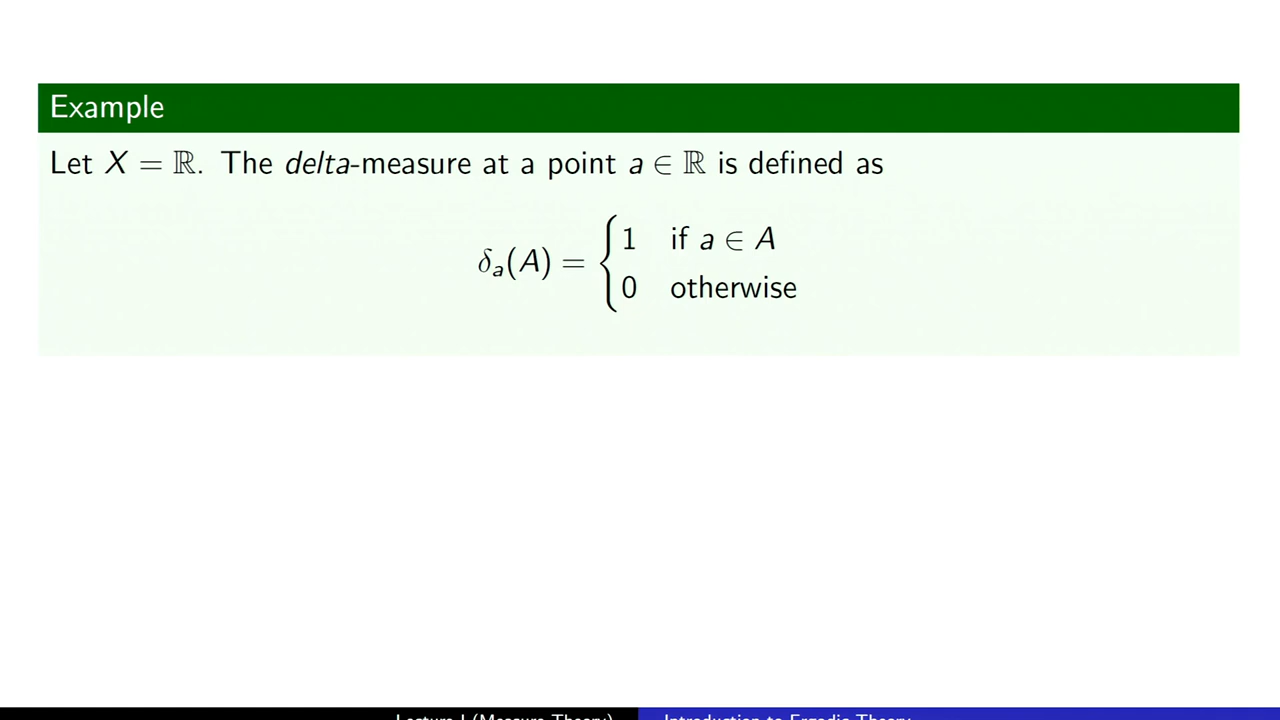 Example
Let X = ℝ. The delta-measure at a point a ∈ ℝ is defined as
δₐ(A) = { 1 if a ∈ A
0 otherwise
Lecture I (Measure Theory) Introduction to Ergodic Theory